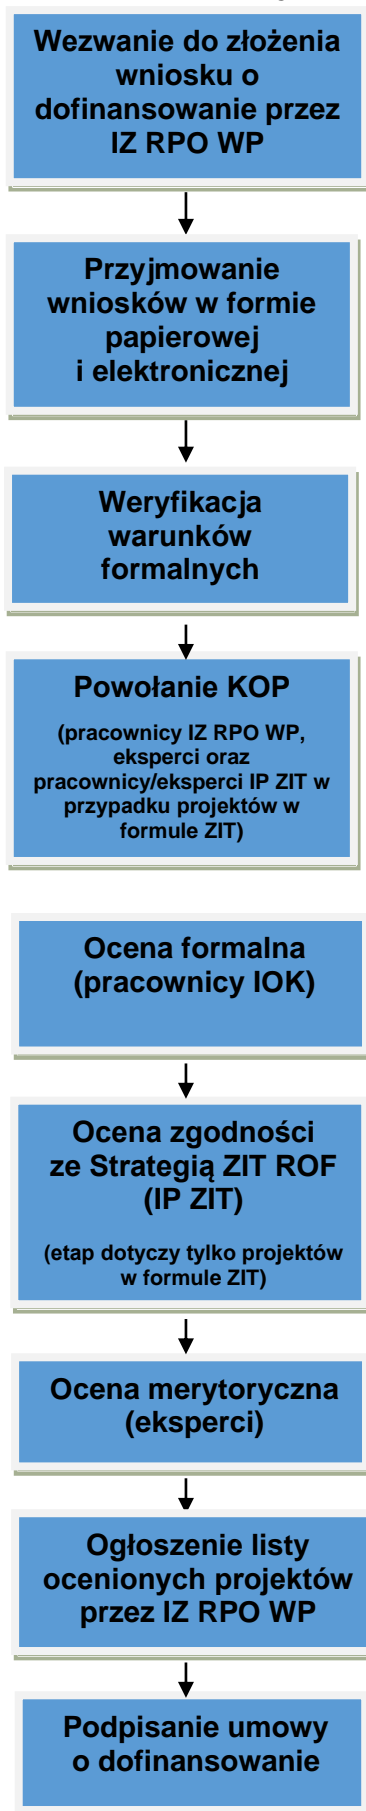 Wezwanie do złożenia
wniosku o
dofinansowanie przez
IZ RPO WP
Przyjmowanie
wniosków w formie
papierowej
i elektronicznej
Weryfikacja
warunków
formalnych
Powołanie KOP
(pracownicy IZ RPO WP,
eksperci oraz
pracownicy/eksperci IP ZIT w
przypadku projektów w
formule ZIT)
Ocena formalna
(pracownicy IOK)
Ocena zgodności
ze Strategią ZIT ROF
(IP ZIT)
(etap dotyczy tylko projektów
w formule ZIT)
Ocena merytoryczna
(eksperci)
Ogłoszenie listy
ocenionych projektów
przez IZ RPO WP
Podpisanie umowy
o dofinansowanie